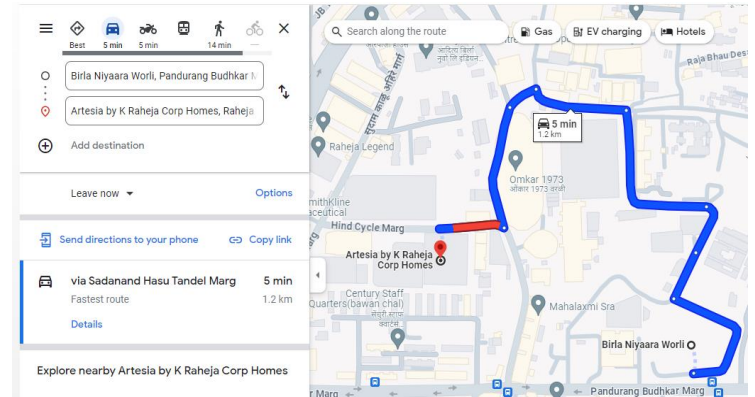 Best
5 min
5 min
14 min
Birla Niyaara Worli, Pandurang Budhkar M
Artesia by K Raheja Corp Homes, Raheja
Add destination
Leave now
Options
Send directions to your phone
Copy link
via Sadanand Hasu Tandel Marg
5 min
Fastest route
1.2 km
Details
Explore nearby Artesia by K Raheja Corp Homes
Search along the route
Gas
EV charging
Hotels
Raja Bhau Des
Raheja Legend
5 min
1.2 km
Omkar 1973
ओंकार 1973 वरळी
Hind Cycle Marg
Artesia by K Raheja
Corp Homes
Century Staff
Quarters(bawan chal)
Mahalaxmi Sra
Birla Niyaara Worli
Pandurang Budhkar Marg